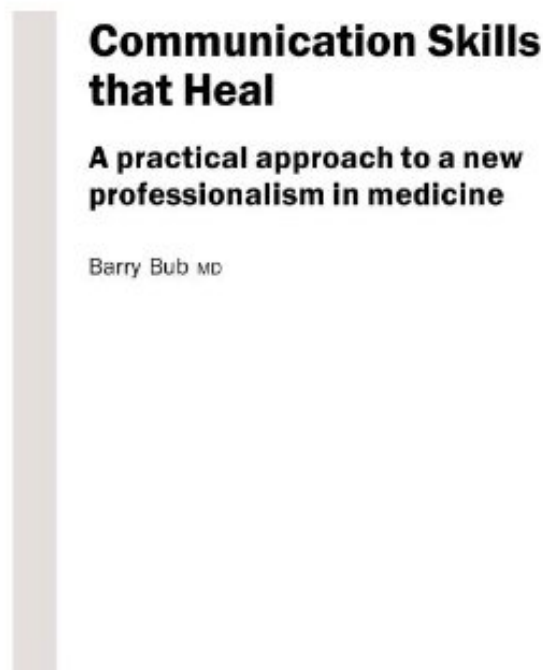 Communication Skills
that Heal
A practical approach to a new
professionalism in medicine
Barry Bub MD